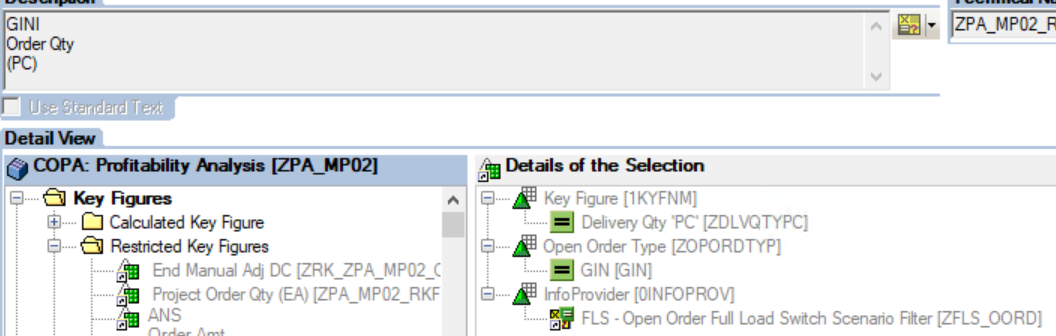 Description
GINI
Order Qty
(PC)
ZPA_MP02_R
Use Standard Text
Detail View
COPA: Profitability Analysis [ZPA_MP02]
Key Figures
Calculated Key Figure
Restricted Key Figures
End Manual Adj DC [ZRK_ZPA_MP02_
Project Order Qty (EA) [ZPA_MP02_RKF
ANS
Order Amt
Details of the Selection
Key Figure [1KYFNM]
Delivery Qty 'PC' [ZDLVQTYPC]
Open Order Type [ZOPORDTYP]
GIN [GIN]
InfoProvider [0INFOPROV]
FLS - Open Order Full Load Switch Scenario Filter [ZFLS_OORD]